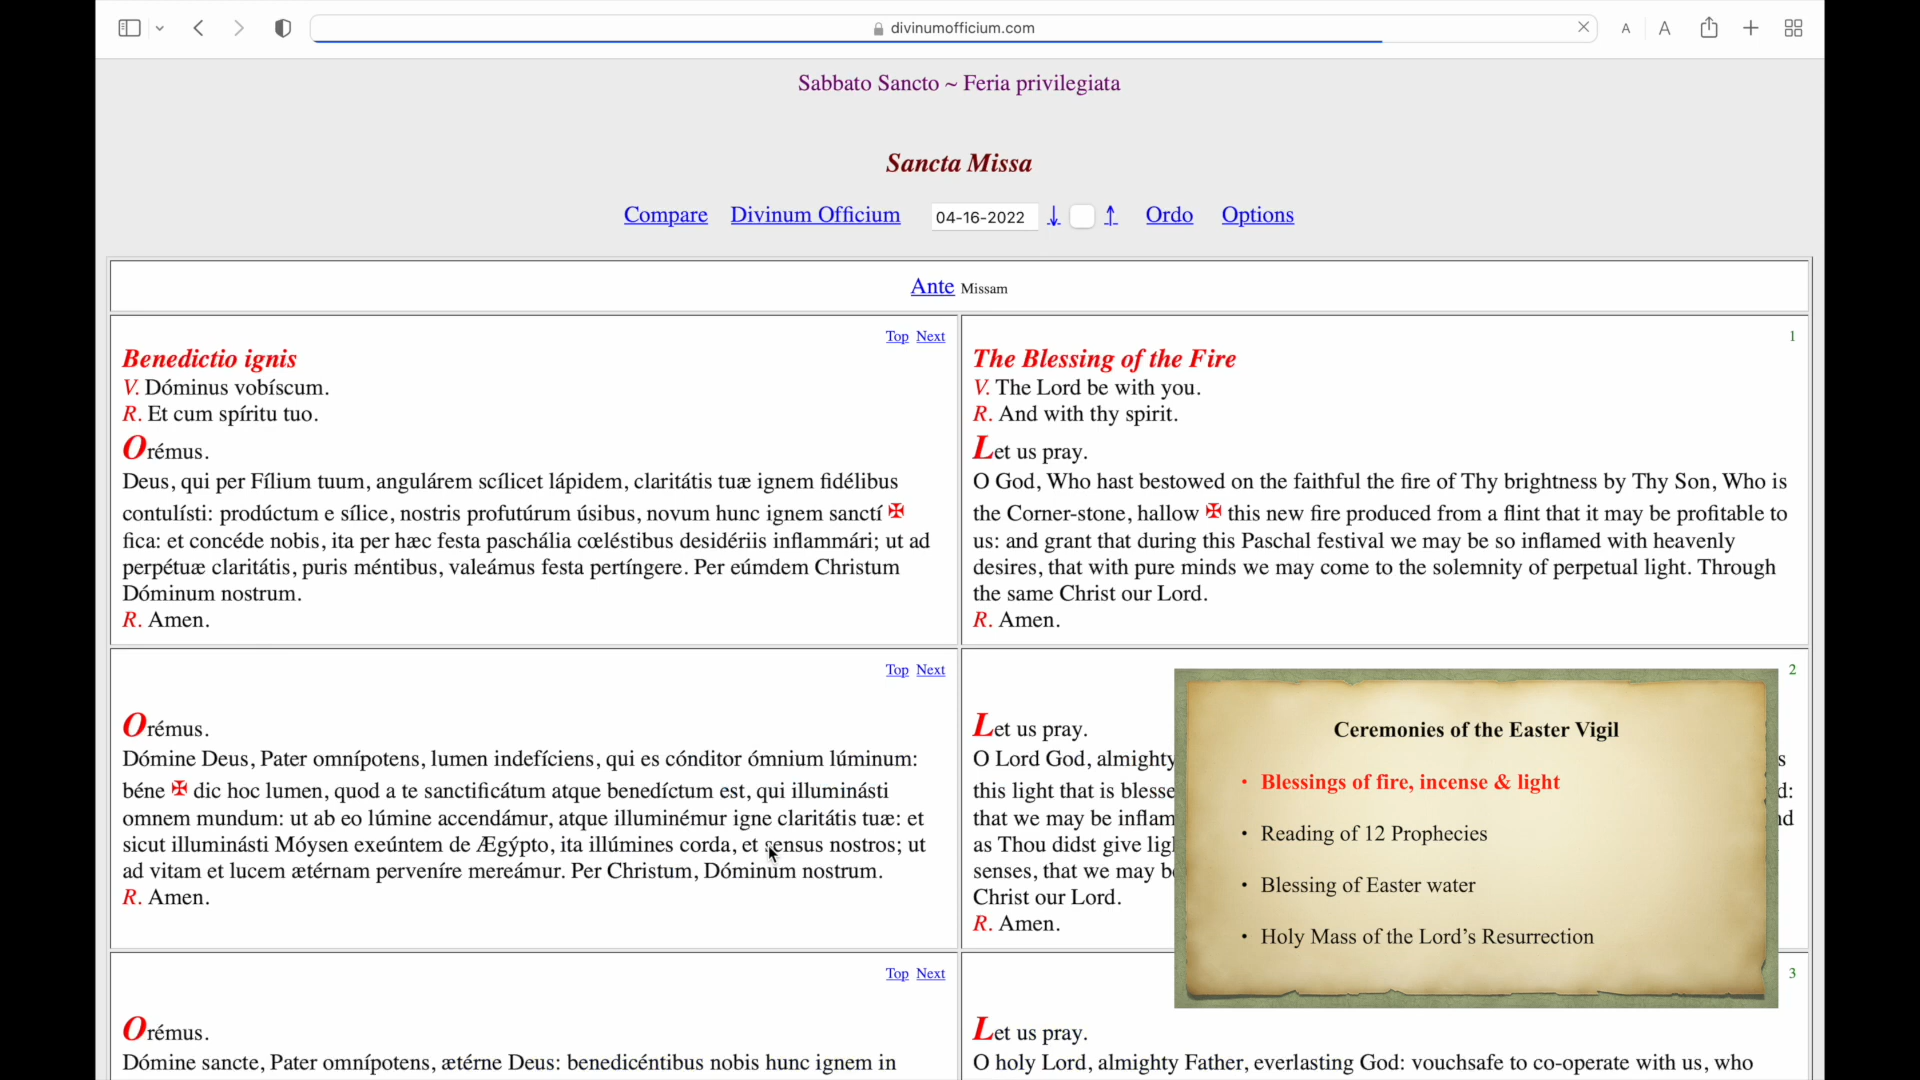 divinumofficium.com
A A
Sabbato Sancto ~ Feria privilegiata
Sancta Missa
Compare Divinum Officium 04-16-2022 ↓ ↑ Ordo Options
Ante Missam
Top Next
Benedictio ignis
V. Dóminus vobíscum.
R. Et cum spíritu tuo.
Orémus.
Deus, qui per Fílium tuum, angulárem scílicet lápidem, claritátis tuæ ignem fidélibus
contulísti: prodúctum e sílice, nostris profutúrum úsibus, novum hunc ignem sanctí ✠
fica: et concéde nobis, ita per hæc festa paschália cœléstibus desidériis inflammári; ut ad
perpétuæ claritátis, puris méntibus, valeámus festa pertíngere. Per eúmdem Christum
Dóminum nostrum.
R. Amen.
1
The Blessing of the Fire
V. The Lord be with you.
R. And with thy spirit.
Let us pray.
O God, Who hast bestowed on the faithful the fire of Thy brightness by Thy Son, Who is
the Corner-stone, hallow ✠ this new fire produced from a flint that it may be profitable to
us: and grant that during this Paschal festival we may be so inflamed with heavenly
desires, that with pure minds we may come to the solemnity of perpetual light. Through
the same Christ our Lord.
R. Amen.
Top Next
Orémus.
Dómine Deus, Pater omnípotens, lumen indefíciens, qui es cónditor ómnium lúminum:
béne ✠ dic hoc lumen, quod a te sanctificátum atque benedíctum est, qui illuminásti
omnem mundum: ut ab eo lúmine accendámur, atque illuminémur igne claritátis tuæ: et
sicut illuminásti Móysen exeúntem de Ægýpto, ita illúmines corda, et sensus nostros; ut
ad vitam et lucem ætérnam perveníre mereámur. Per Christum, Dóminum nostrum.
R. Amen.
2
Let us pray.
O Lord God, almighty
this light that is blesse
that we may be inflam
as Thou didst give lig
senses, that we may b
Christ our Lord.
R. Amen.
Ceremonies of the Easter Vigil
• Blessings of fire, incense & light
• Reading of 12 Prophecies
• Blessing of Easter water
• Holy Mass of the Lord's Resurrection
Top Next
Orémus.
Dómine sancte, Pater omnípotens, ætérne Deus: benedicéntibus nobis hunc ignem in
3
Let us pray.
O holy Lord, almighty Father, everlasting God: vouchsafe to co-operate with us, who